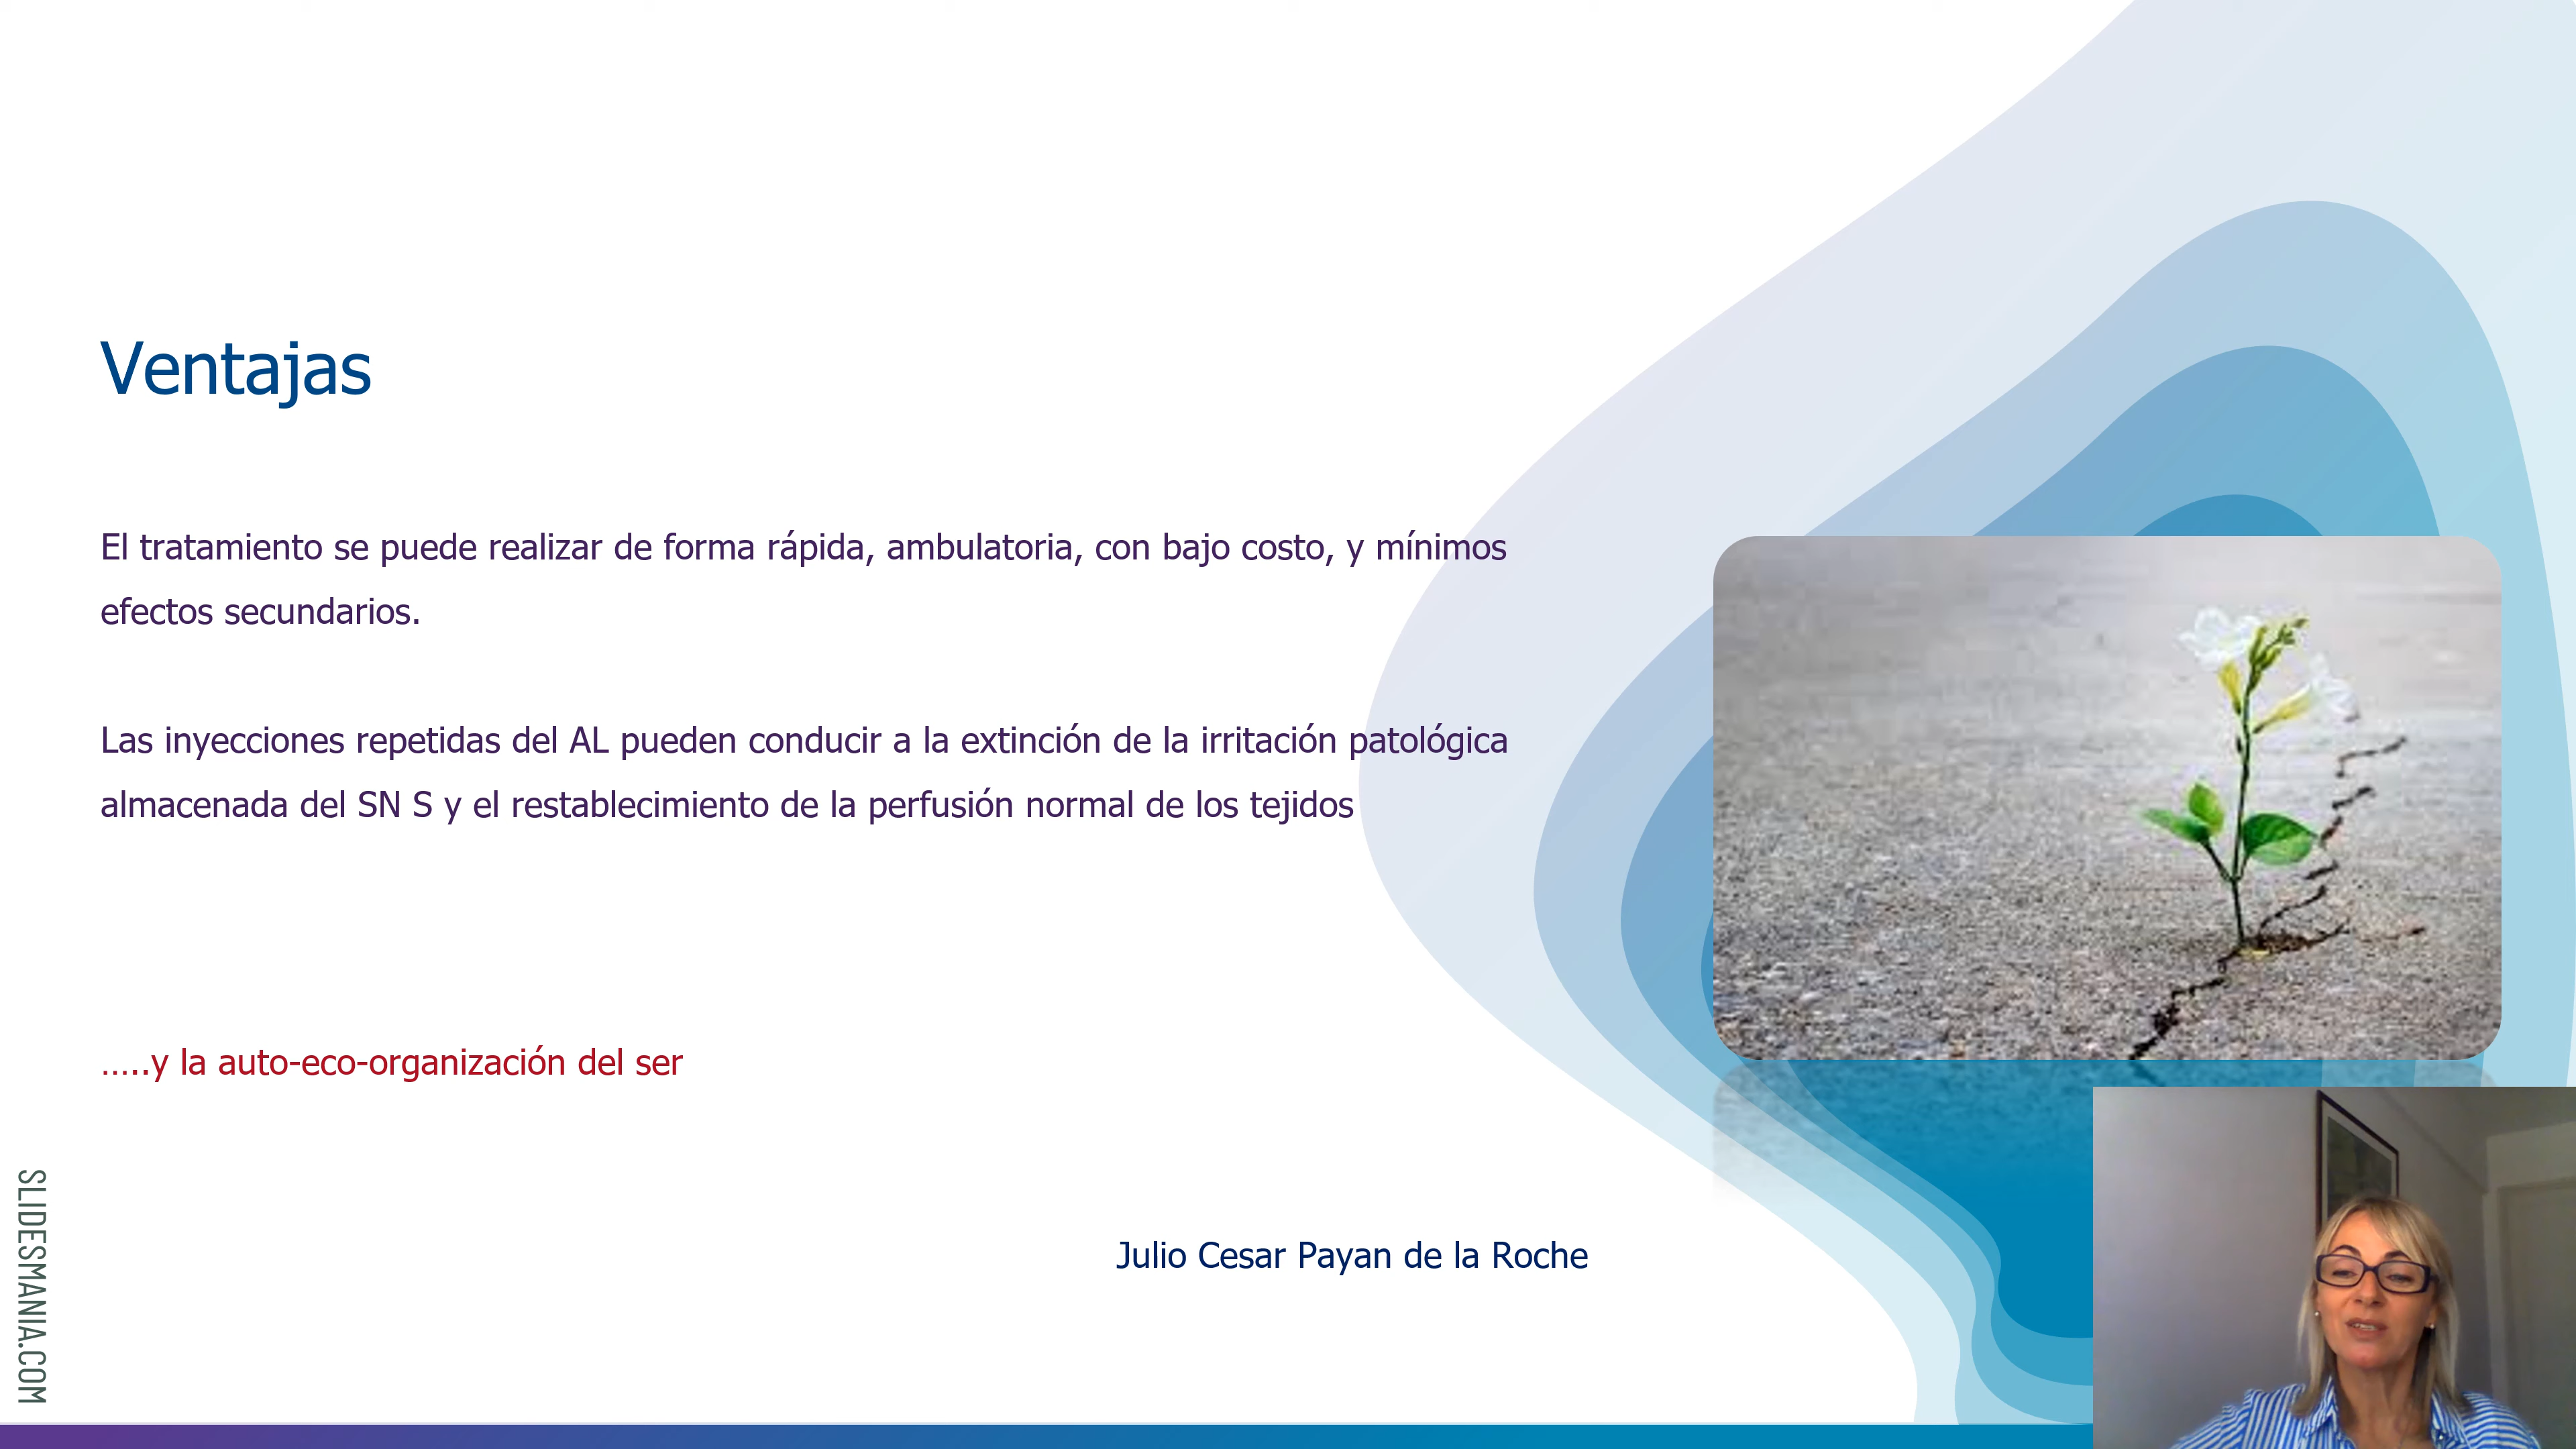 Ventajas
El tratamiento se puede realizar de forma rápida, ambulatoria, con bajo costo, y mínimos
efectos secundarios.
Las inyecciones repetidas del AL pueden conducir a la extinción de la irritación patológica
almacenada del SN S y el restablecimiento de la perfusión normal de los tejidos
.....y la auto-eco-organización del ser
Julio Cesar Payan de la Roche
SLIDESMANIA.COM